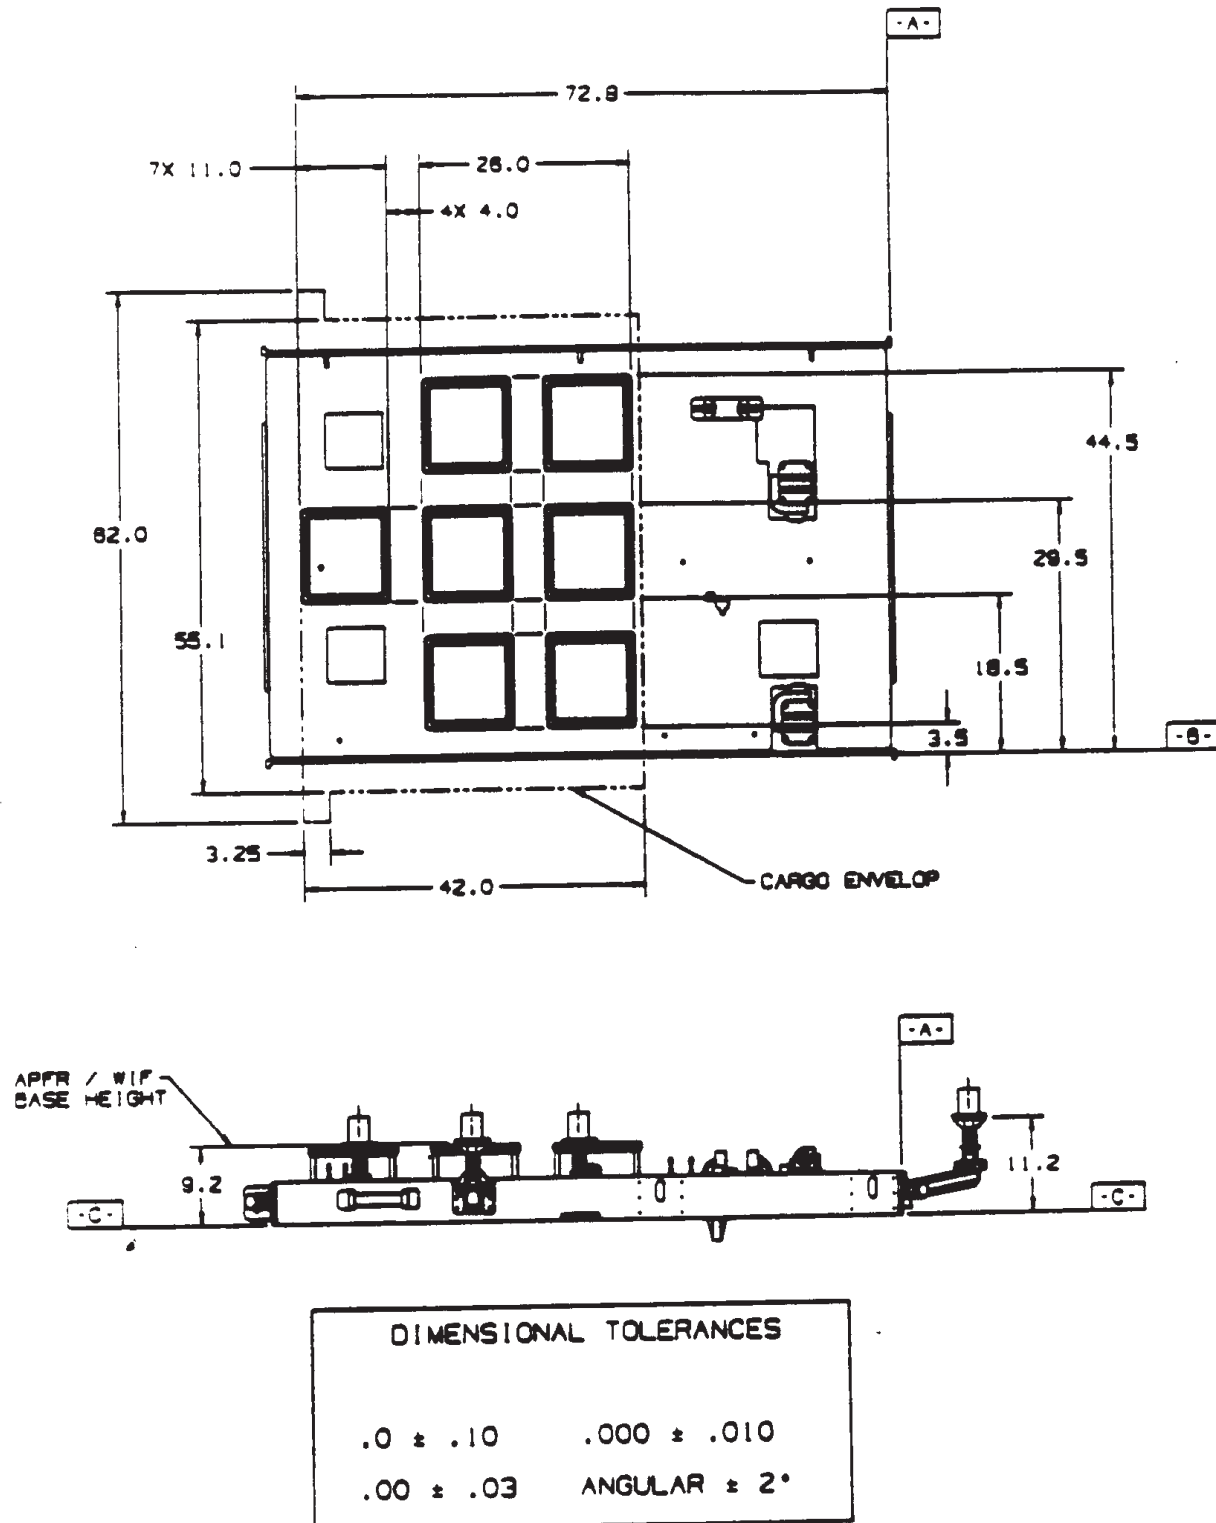 -A-
72.8
7X 11.0
26.0
4X 4.0
44.5
62.0
29.5
55.1
18.5
3.5
-B-
3.25
42.0
CARGO ENVELOP
-A-
APFR / WIF
BASE HEIGHT
11.2
9.2
-C-
-C-
DIMENSIONAL TOLERANCES
.0 ± .10 .000 ± .010
.00 ± .03 ANGULAR ± 2°